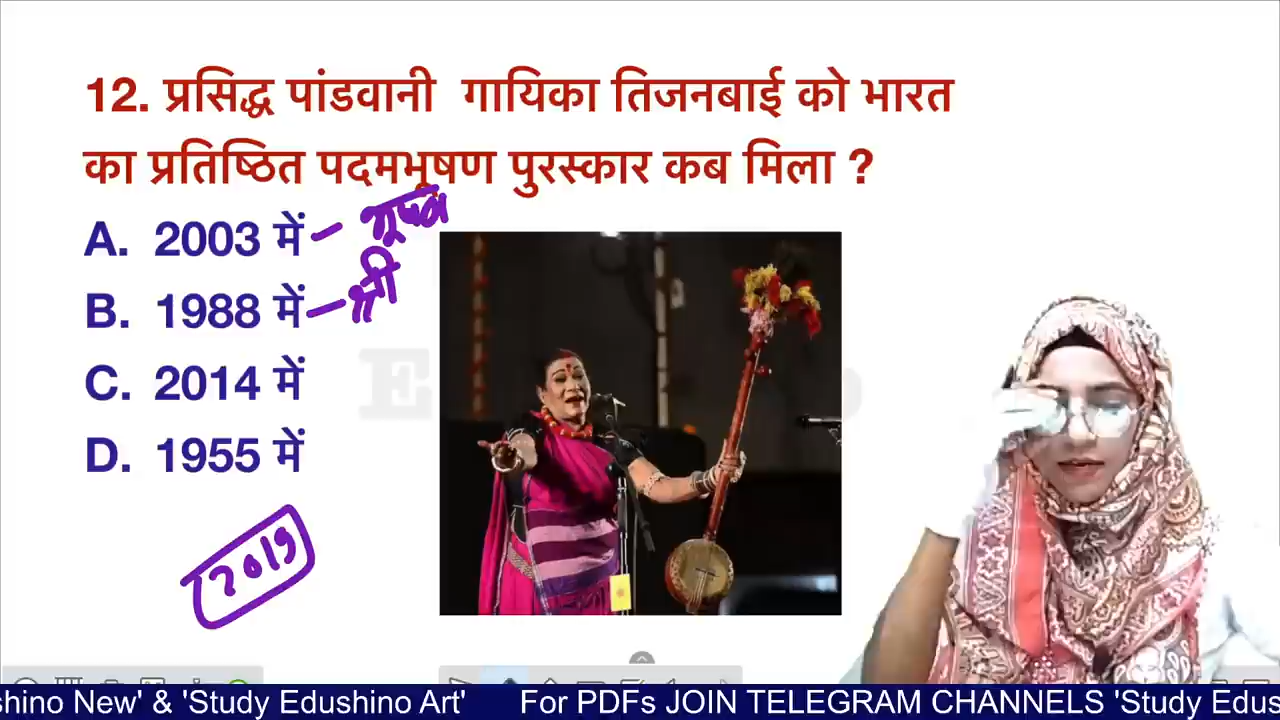 12. प्रसिद्ध पांडवानी गायिका तिजनबाई को भारत
का प्रतिष्ठित पदमभूषण पुरस्कार कब मिला ?
A. 2003 में - भूषण
B. 1988 में - श्री
C. 2014 में
D. 1955 में
2019
shino New' & 'Study Edushino Art' For PDFs JOIN TELEGRAM CHANNELS 'Study Edus